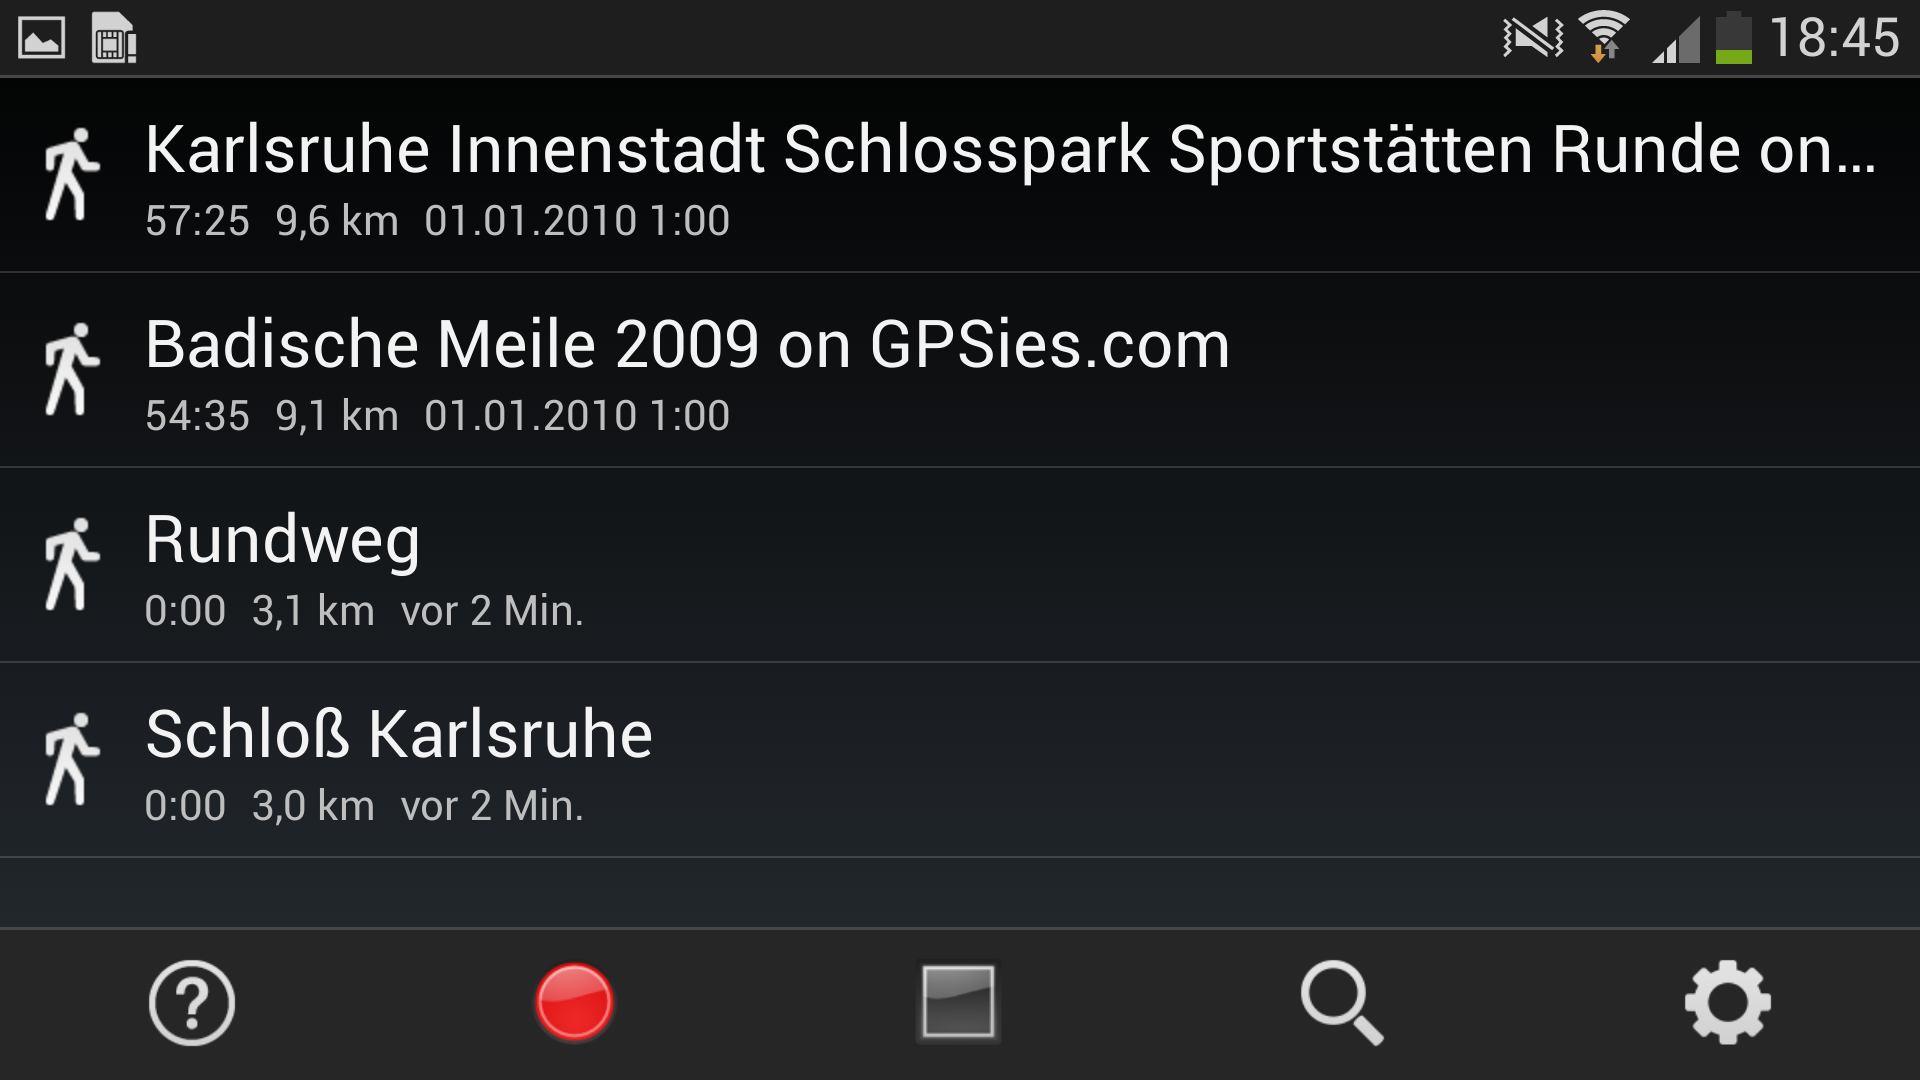 18:45
Karlsruhe Innenstadt Schlosspark Sportstätten Runde on...
57:25 9,6 km 01.01.2010 1:00
Badische Meile 2009 on GPSies.com
54:35 9,1 km 01.01.2010 1:00
Rundweg
0:00 3,1 km vor 2 Min.
Schloß Karlsruhe
0:00 3,0 km vor 2 Min.